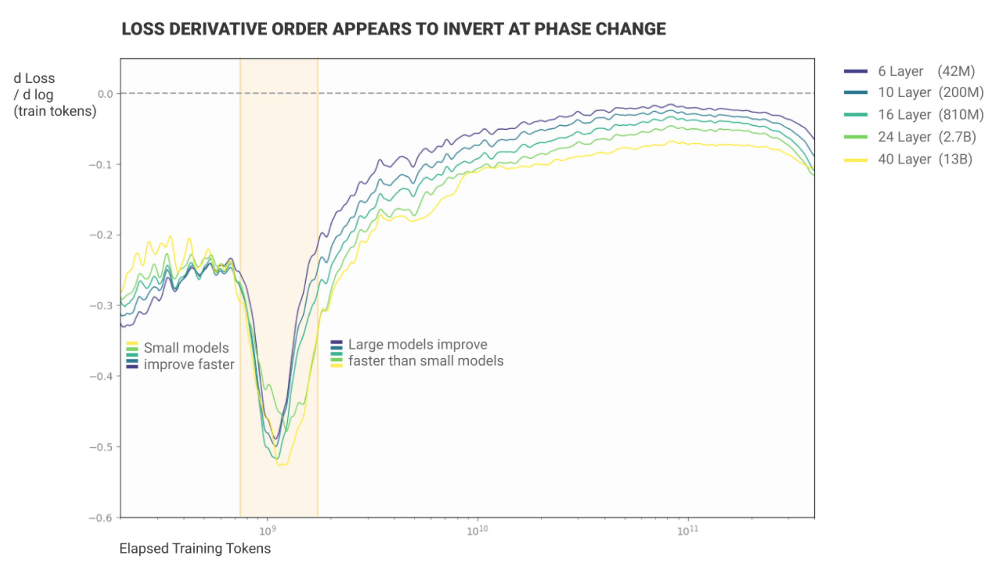 LOSS DERIVATIVE ORDER APPEARS TO INVERT AT PHASE CHANGE
d Loss
/ d log
(train tokens)
0.0
−0.1
−0.2
−0.3
−0.4
−0.5
−0.6
Small models
improve faster
Large models improve
faster than small models
10⁹
10¹⁰
10¹¹
Elapsed Training Tokens
6 Layer (42M)
10 Layer (200M)
16 Layer (810M)
24 Layer (2.7B)
40 Layer (13B)